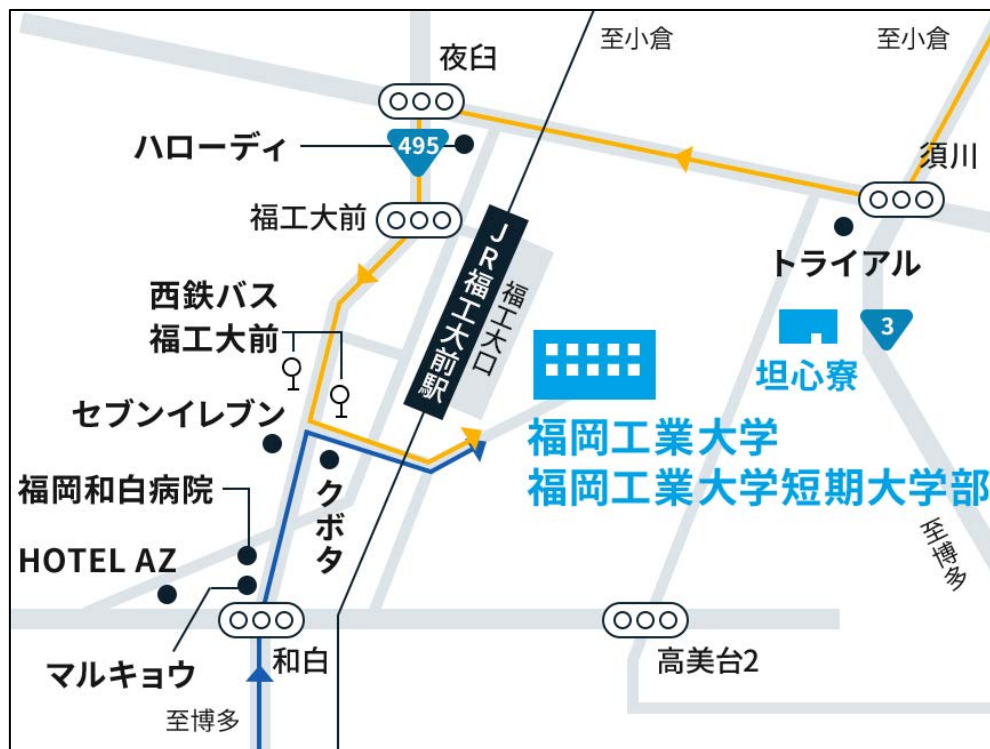 至小倉
至小倉
夜臼
ハローディ
495
須川
福工大前
トライアル
JR福工大前駅
福工大口
西鉄バス
福工大前
3
坦心寮
セブンイレブン
福岡工業大学
福岡工業大学短期大学部
福岡和白病院
クボタ
HOTEL AZ
至博多
マルキョウ
和白
高美台2
至博多